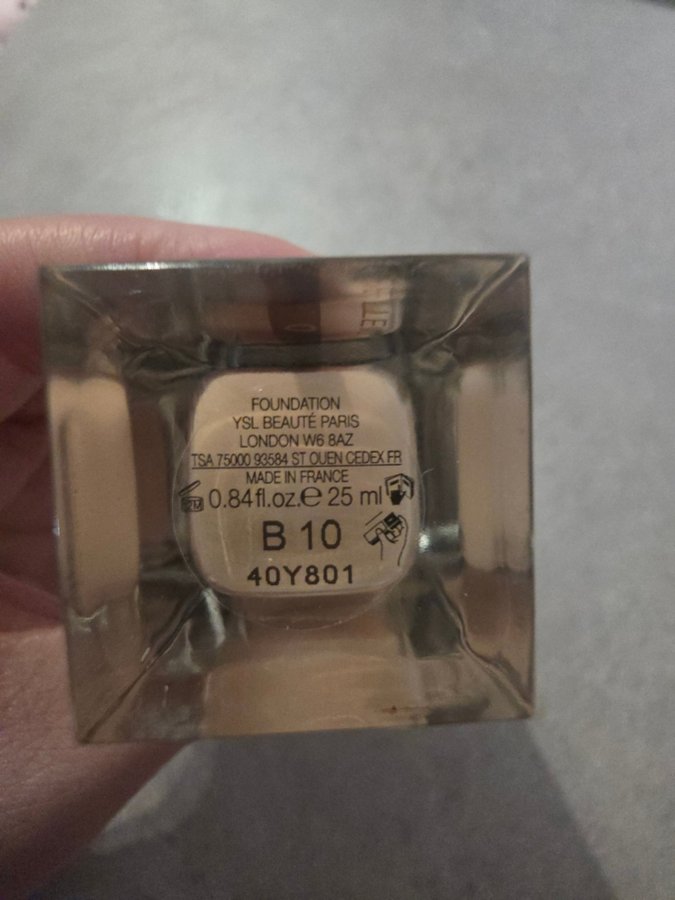 FOUNDATION
YSL BEAUTÉ PARIS
LONDON W6 8AZ
TSA 75000 93584 ST OUEN CEDEX FR
MADE IN FRANCE
0.84fl.oz.℮ 25 ml
B 10
40Y801